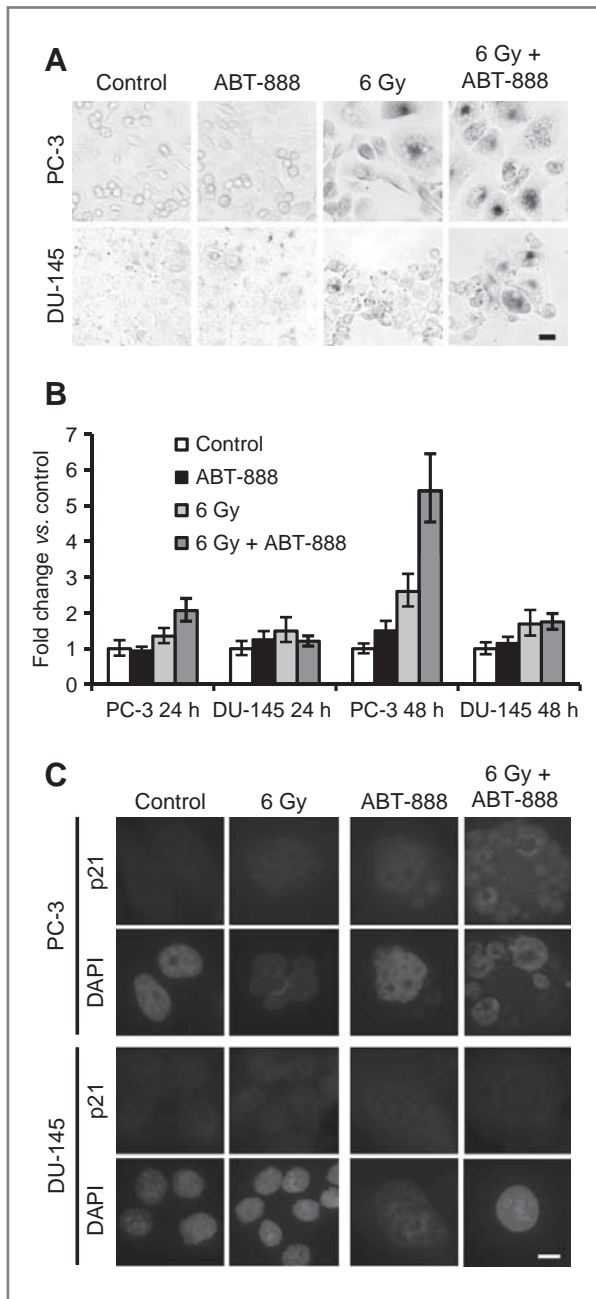 A
Control ABT-888 6 Gy 6 Gy + ABT-888
PC-3
DU-145
B
Fold change vs. control
7
6
5
4
3
2
1
0
Control
ABT-888
6 Gy
6 Gy + ABT-888
PC-3 24 h DU-145 24 h PC-3 48 h DU-145 48 h
C
Control 6 Gy ABT-888 6 Gy + ABT-888
PC-3
p21
DAPI
DU-145
p21
DAPI